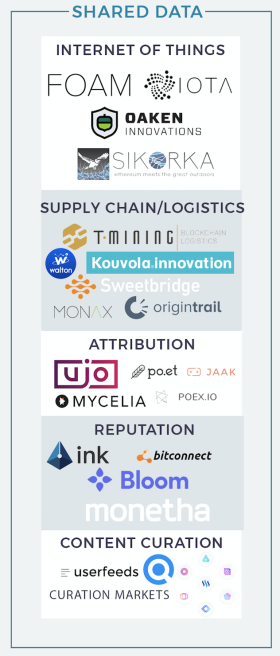 SHARED DATA
INTERNET OF THINGS
FOAM IOTA
OAKEN
INNOVATIONS
SIKORKA
ethereum meets the great outdoors
SUPPLY CHAIN/LOGISTICS
T-MINING BLOCKCHAIN
LOGISTICS
walton Kouvola.innovation
Sweetbridge
MONAX origintrail
ATTRIBUTION
ujo po.et JAAK
MYCELIA POEX.IO
REPUTATION
ink bitconnect
Bloom
monetha
CONTENT CURATION
userfeeds
CURATION MARKETS